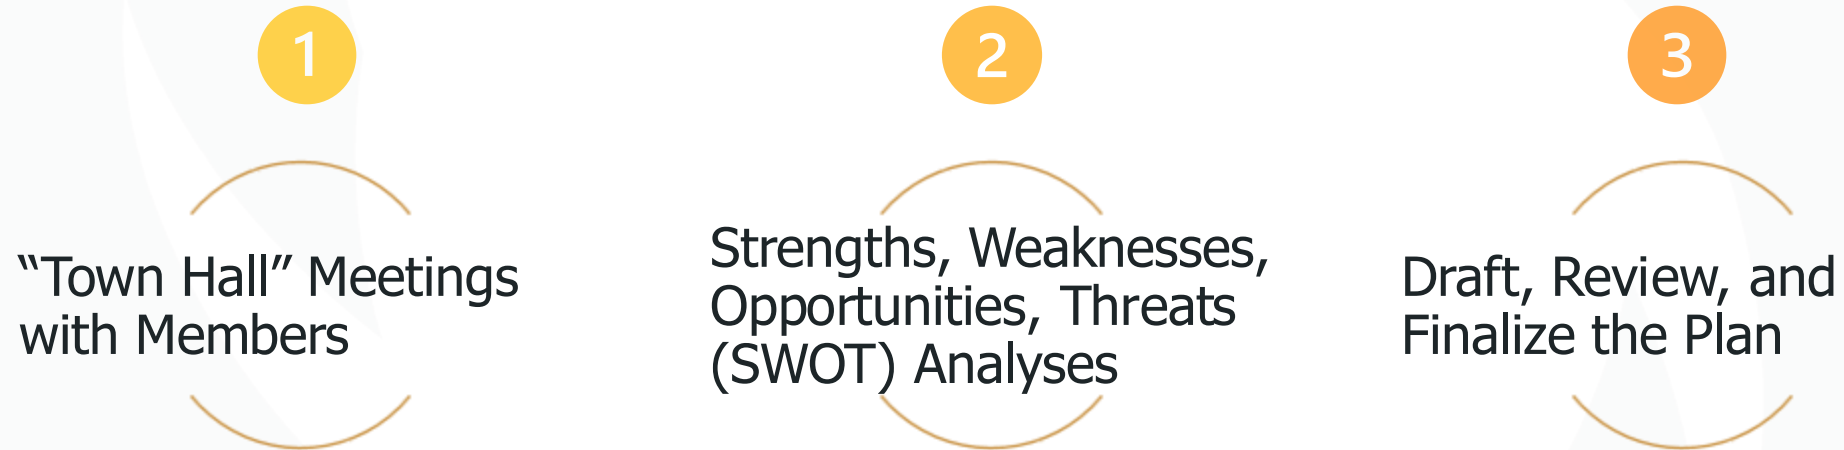 1
“Town Hall” Meetings
with Members
2
Strengths, Weaknesses,
Opportunities, Threats
(SWOT) Analyses
3
Draft, Review, and
Finalize the Plan